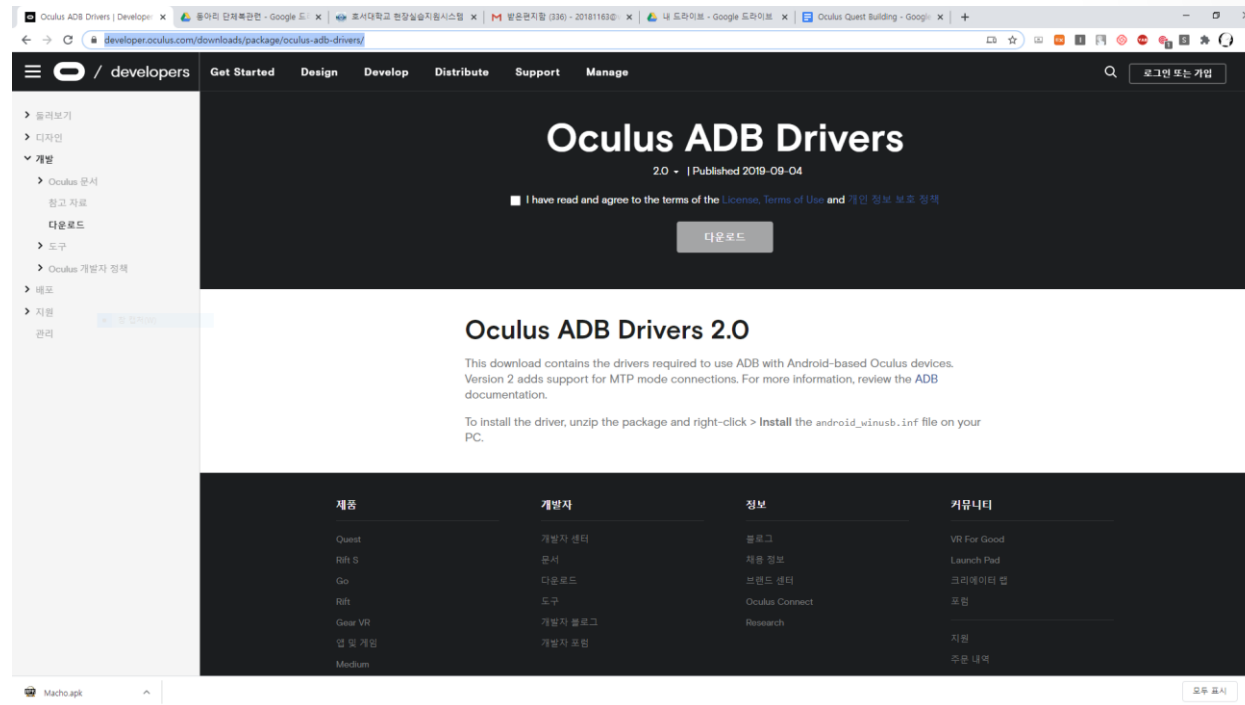 Oculus ADB Drivers | Develope
동아리 단체복관련 - Google 드
호서대학교 현장실습지원시스템
받은편지함 (336) - 20181163@
내 드라이브 - Google 드라이브
Oculus Quest Building - Google
developer.oculus.com/downloads/package/oculus-adb-drivers/
/ developers
Get Started
Design
Develop
Distribute
Support
Manage
로그인 또는 가입
둘러보기
디자인
개발
Oculus 문서
참고 자료
다운로드
도구
Oculus 개발자 정책
배포
지원
관리
Oculus ADB Drivers
2.0 | Published 2019-09-04
I have read and agree to the terms of the License, Terms of Use and 개인 정보 보호 정책
다운로드
Oculus ADB Drivers 2.0
This download contains the drivers required to use ADB with Android-based Oculus devices.
Version 2 adds support for MTP mode connections. For more information, review the ADB
documentation.
To install the driver, unzip the package and right-click > Install the android_winusb.inf file on your
PC.
제품
Quest
Rift S
Go
Rift
Gear VR
앱 및 게임
Medium
개발자
개발자 센터
문서
다운로드
도구
개발자 블로그
개발자 포럼
정보
블로그
채용 정보
브랜드 센터
Oculus Connect
Research
커뮤니티
VR For Good
Launch Pad
크리에이터 랩
포럼
지원
주문 내역
Macho.apk
모두 표시